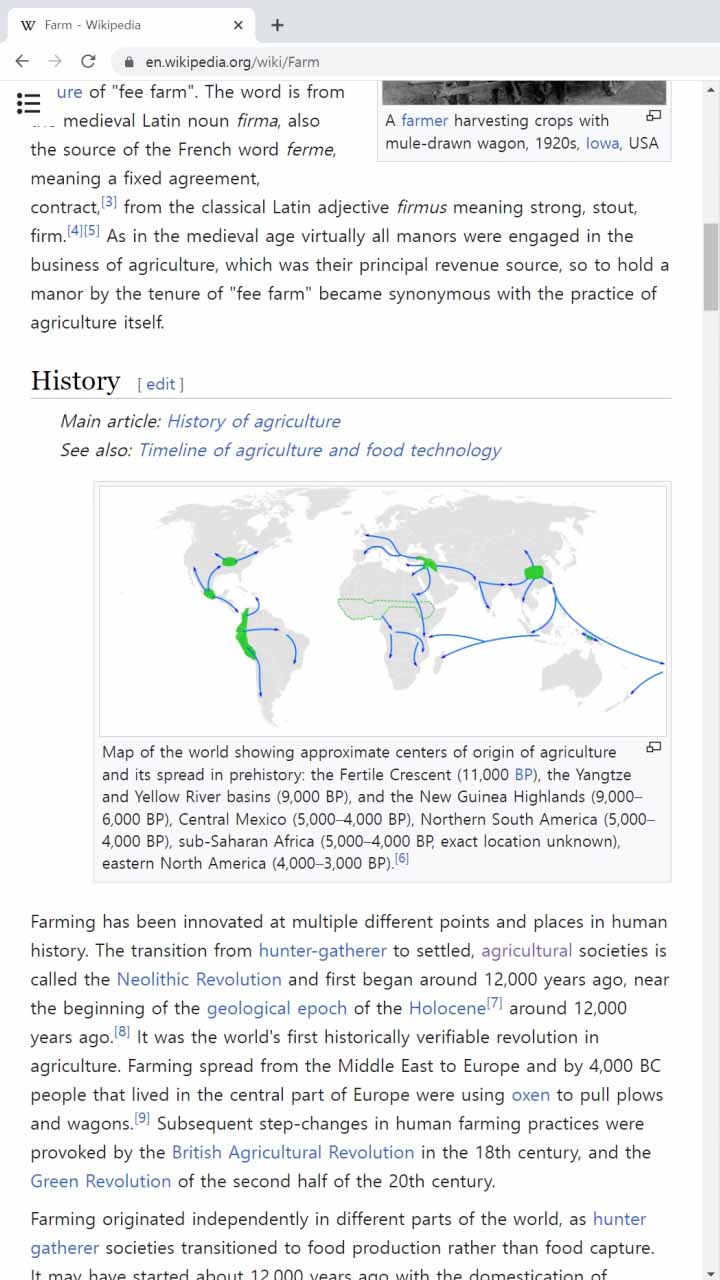 W Farm - Wikipedia
en.wikipedia.org/wiki/Farm
ure of "fee farm". The word is from
medieval Latin noun firma, also
the source of the French word ferme,
meaning a fixed agreement,
A farmer harvesting crops with
mule-drawn wagon, 1920s, Iowa, USA
contract,[3] from the classical Latin adjective firmus meaning strong, stout,
firm.[4][5] As in the medieval age virtually all manors were engaged in the
business of agriculture, which was their principal revenue source, so to hold a
manor by the tenure of "fee farm" became synonymous with the practice of
agriculture itself.
History [ edit ]
Main article: History of agriculture
See also: Timeline of agriculture and food technology
Map of the world showing approximate centers of origin of agriculture
and its spread in prehistory: the Fertile Crescent (11,000 BP), the Yangtze
and Yellow River basins (9,000 BP), and the New Guinea Highlands (9,000–
6,000 BP), Central Mexico (5,000–4,000 BP), Northern South America (5,000–
4,000 BP), sub-Saharan Africa (5,000–4,000 BP, exact location unknown),
eastern North America (4,000–3,000 BP).[6]
Farming has been innovated at multiple different points and places in human
history. The transition from hunter-gatherer to settled, agricultural societies is
called the Neolithic Revolution and first began around 12,000 years ago, near
the beginning of the geological epoch of the Holocene[7] around 12,000
years ago.[8] It was the world's first historically verifiable revolution in
agriculture. Farming spread from the Middle East to Europe and by 4,000 BC
people that lived in the central part of Europe were using oxen to pull plows
and wagons.[9] Subsequent step-changes in human farming practices were
provoked by the British Agricultural Revolution in the 18th century, and the
Green Revolution of the second half of the 20th century.
Farming originated independently in different parts of the world, as hunter
gatherer societies transitioned to food production rather than food capture.
It may have started about 12,000 years ago with the domestication of